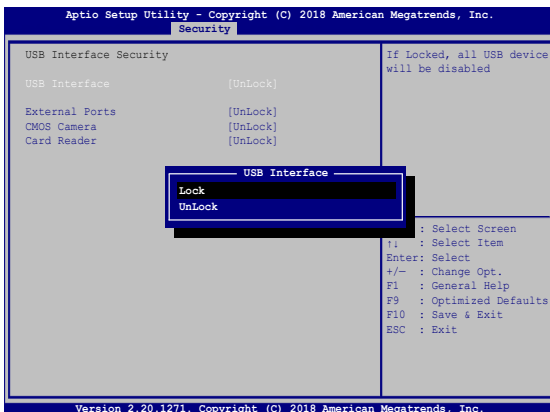 Aptio Setup Utility - Copyright (C) 2018 American Megatrends, Inc.
Security
USB Interface Security
USB Interface [UnLock]
External Ports [UnLock]
CMOS Camera [UnLock]
Card Reader [UnLock]
If Locked, all USB device
will be disabled
USB Interface
Lock
UnLock
: Select Screen
↑↓ : Select Item
Enter: Select
+/— : Change Opt.
F1 : General Help
F9 : Optimized Defaults
F10 : Save & Exit
ESC : Exit
Version 2.20.1271. Copyright (C) 2018 American Megatrends, Inc.